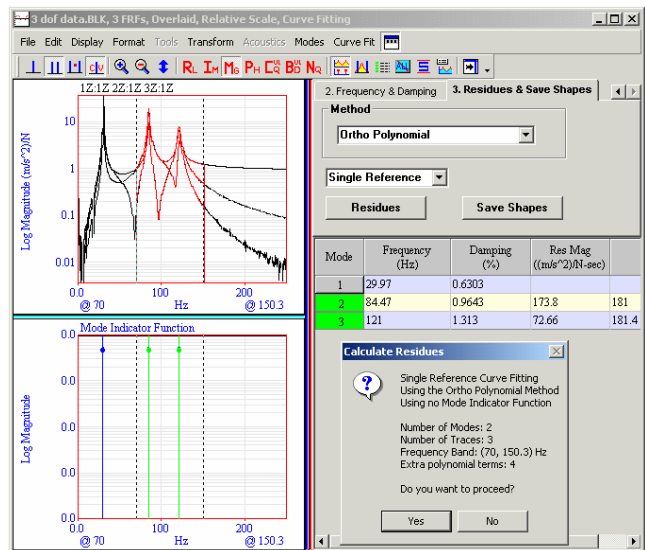 3 dof data.BLK, 3 FRFs, Overlaid, Relative Scale, Curve Fitting
File Edit Display Format Tools Transform Acoustics Modes Curve Fit
RL IM MG PH NQ
1Z:1Z 2Z:1Z 3Z:1Z
Log Magnitude (m/s^2)/N
10
1
0.1
0.01
0.0 100 200
@ 70 Hz @ 150.3
Mode Indicator Function
Log Magnitude
0.0
0.0
0.0
0.0
0.0
0.0 100 200
@ 70 Hz @ 150.3
2. Frequency & Damping 3. Residues & Save Shapes
Method
Ortho Polynomial
Single Reference
Residues Save Shapes
Mode Frequency (Hz) Damping (%) Res Mag ((m/s^2)/N-sec)
1 29.97 0.6303
2 84.47 0.9643 173.8 181
3 121 1.313 72.66 181.4
Calculate Residues
?
Single Reference Curve Fitting
Using the Ortho Polynomial Method
Using no Mode Indicator Function
Number of Modes: 2
Number of Traces: 3
Frequency Band: (70, 150.3) Hz
Extra polynomial terms: 4
Do you want to proceed?
Yes No